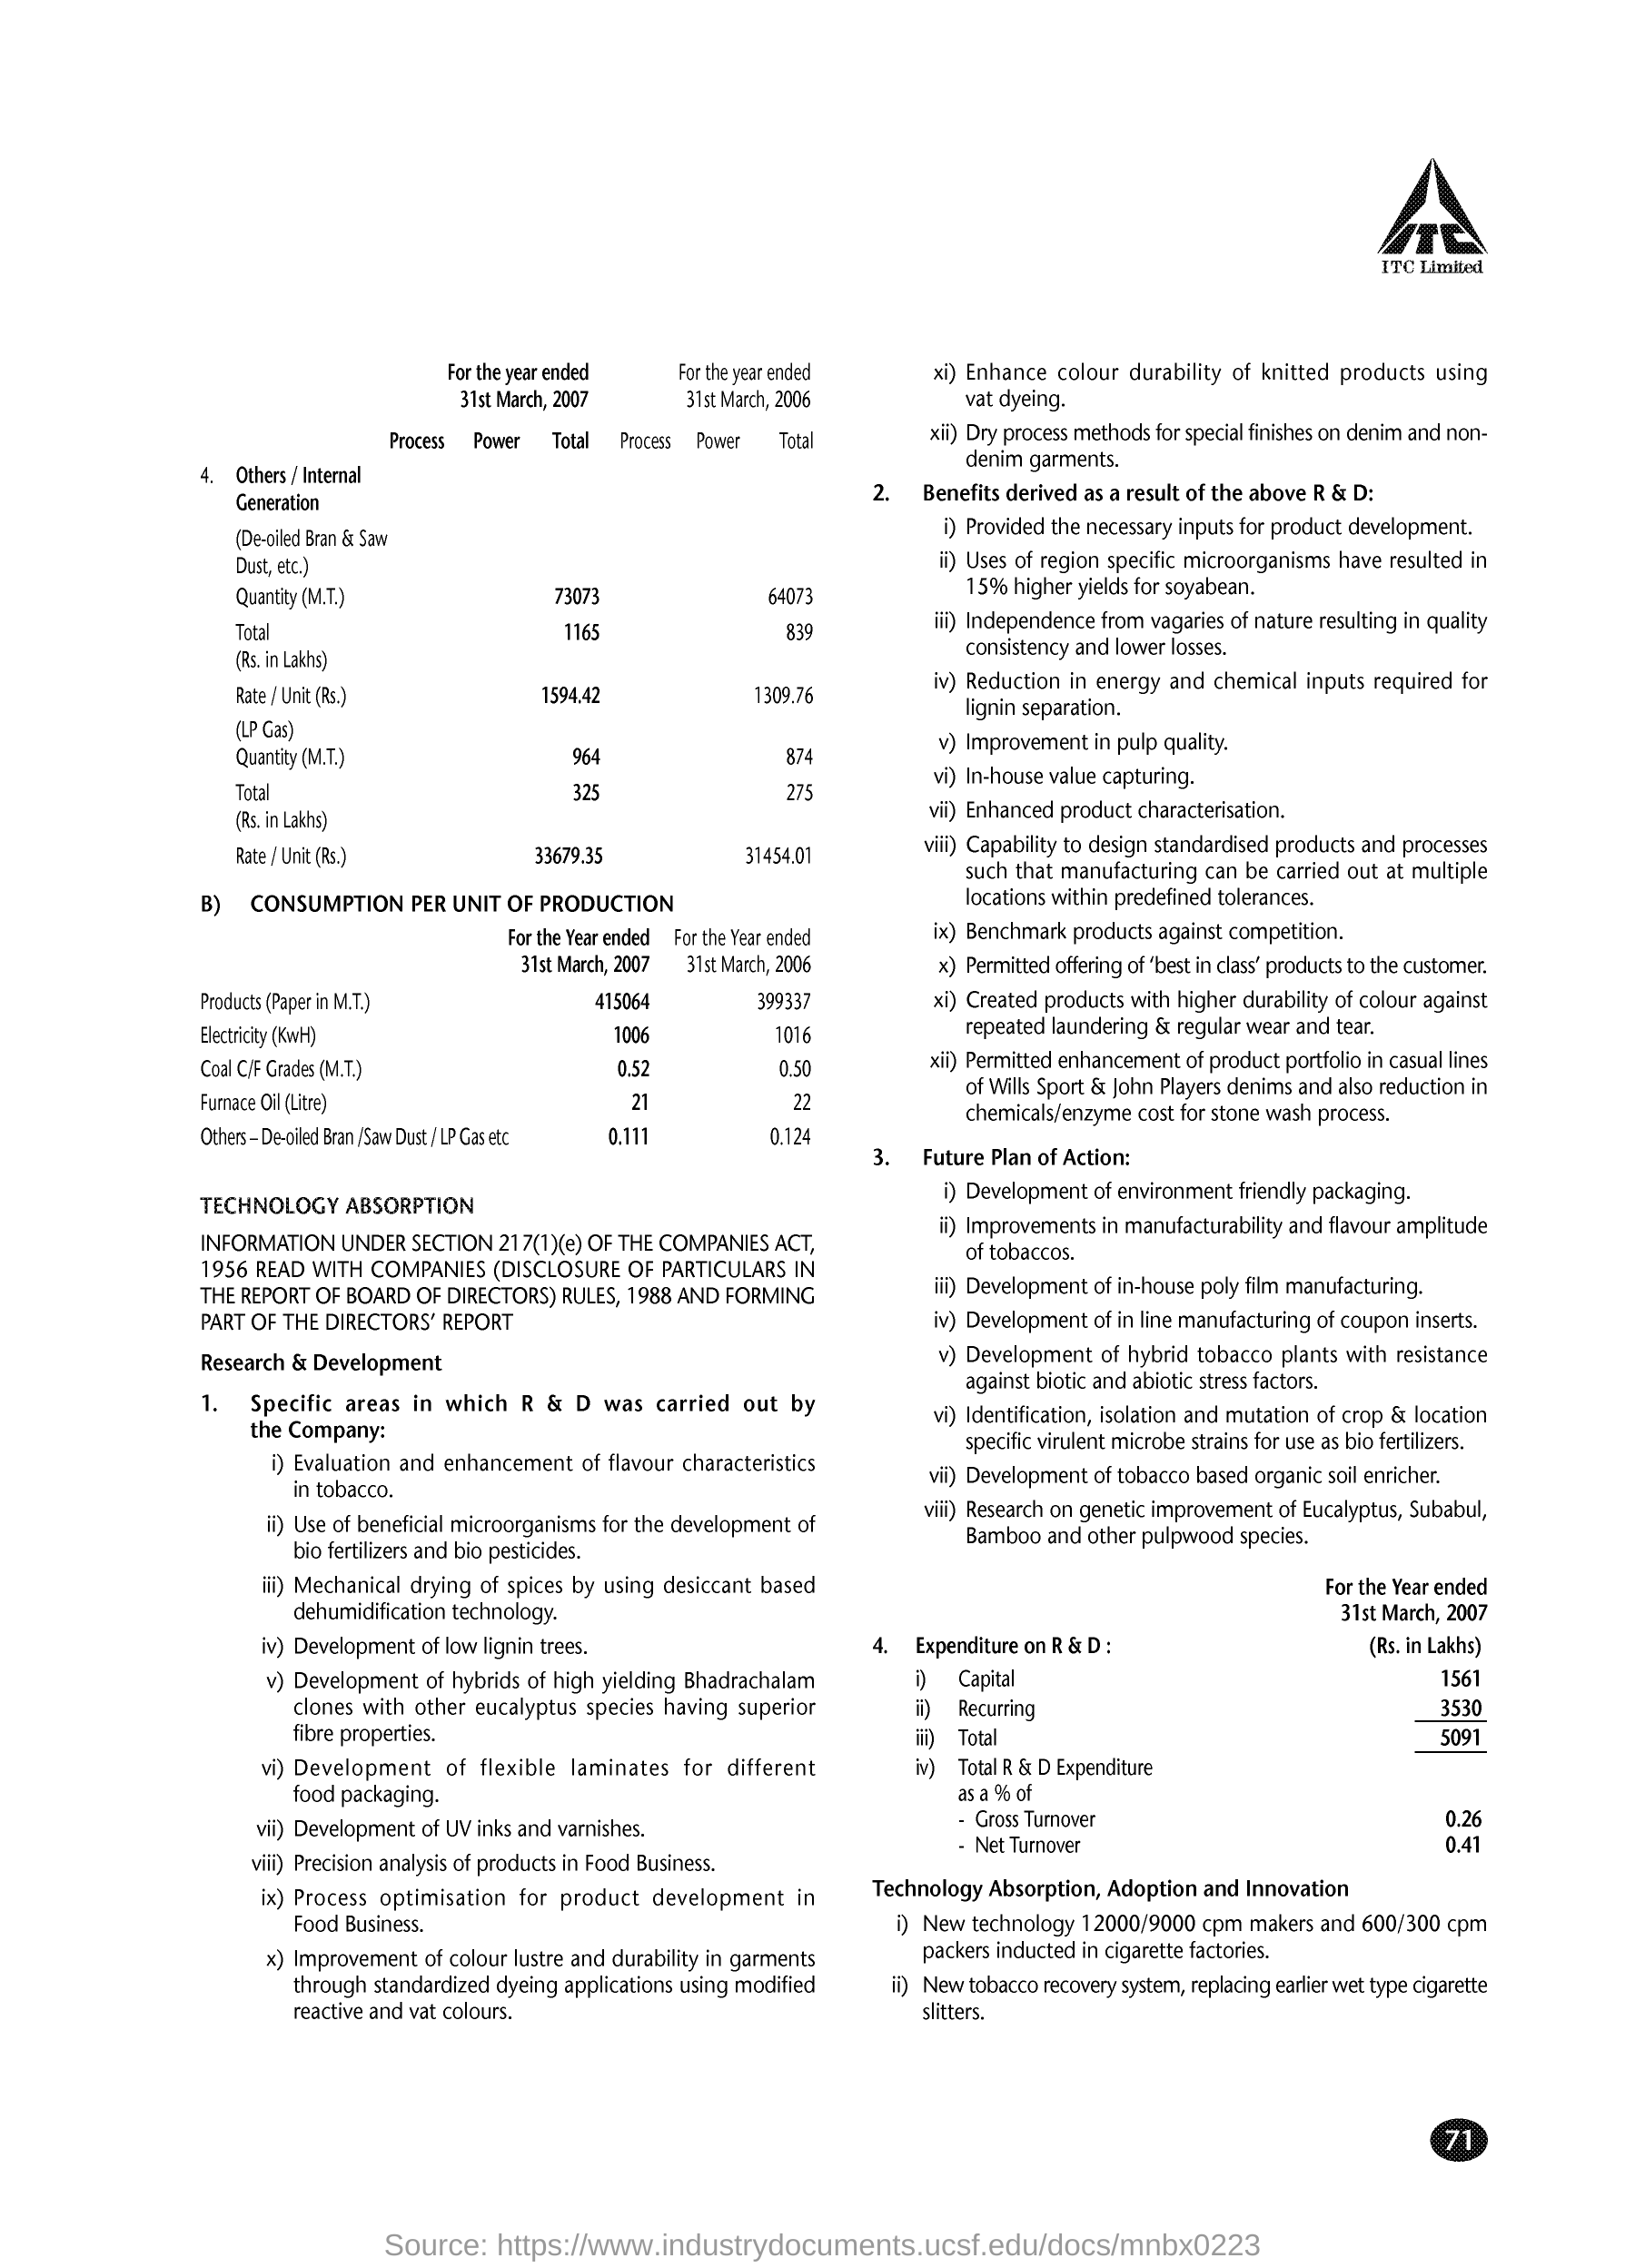 ITC
ITC Limited
For the year ended For the year ended
31st March, 2007 31st March, 2006
Process Power Total Process Power Total
4. Others / Internal
Generation
(De-oiled Bran & Saw
Dust, etc.)
Quantity (M.T.) 73073 64073
Total 1165 839
(Rs. in Lakhs)
Rate / Unit (Rs.) 1594.42 1309.76
(LP Gas)
Quantity (M.T.) 964 874
Total 325 275
(Rs. in Lakhs)
Rate / Unit (Rs.) 33679.35 31454.01
B) CONSUMPTION PER UNIT OF PRODUCTION
For the Year ended For the Year ended
31st March, 2007 31st March, 2006
Products (Paper in M.T.) 415064 399337
Electricity (KwH) 1006 1016
Coal C/F Grades (M.T.) 0.52 0.50
Furnace Oil (Litre) 21 22
Others – De-oiled Bran /Saw Dust / LP Gas etc 0.111 0.124
TECHNOLOGY ABSORPTION
INFORMATION UNDER SECTION 217(1)(e) OF THE COMPANIES ACT,
1956 READ WITH COMPANIES (DISCLOSURE OF PARTICULARS IN
THE REPORT OF BOARD OF DIRECTORS) RULES, 1988 AND FORMING
PART OF THE DIRECTORS' REPORT
Research & Development
1. Specific areas in which R & D was carried out by
the Company:
i) Evaluation and enhancement of flavour characteristics
in tobacco.
ii) Use of beneficial microorganisms for the development of
bio fertilizers and bio pesticides.
iii) Mechanical drying of spices by using desiccant based
dehumidification technology.
iv) Development of low lignin trees.
v) Development of hybrids of high yielding Bhadrachalam
clones with other eucalyptus species having superior
fibre properties.
vi) Development of flexible laminates for different
food packaging.
vii) Development of UV inks and varnishes.
viii) Precision analysis of products in Food Business.
ix) Process optimisation for product development in
Food Business.
x) Improvement of colour lustre and durability in garments
through standardized dyeing applications using modified
reactive and vat colours.
xi) Enhance colour durability of knitted products using
vat dyeing.
xii) Dry process methods for special finishes on denim and non-
denim garments.
2. Benefits derived as a result of the above R & D:
i) Provided the necessary inputs for product development.
ii) Uses of region specific microorganisms have resulted in
15% higher yields for soyabean.
iii) Independence from vagaries of nature resulting in quality
consistency and lower losses.
iv) Reduction in energy and chemical inputs required for
lignin separation.
v) Improvement in pulp quality.
vi) In-house value capturing.
vii) Enhanced product characterisation.
viii) Capability to design standardised products and processes
such that manufacturing can be carried out at multiple
locations within predefined tolerances.
ix) Benchmark products against competition.
x) Permitted offering of 'best in class' products to the customer.
xi) Created products with higher durability of colour against
repeated laundering & regular wear and tear.
xii) Permitted enhancement of product portfolio in casual lines
of Wills Sport & John Players denims and also reduction in
chemicals/enzyme cost for stone wash process.
3. Future Plan of Action:
i) Development of environment friendly packaging.
ii) Improvements in manufacturability and flavour amplitude
of tobaccos.
iii) Development of in-house poly film manufacturing.
iv) Development of in line manufacturing of coupon inserts.
v) Development of hybrid tobacco plants with resistance
against biotic and abiotic stress factors.
vi) Identification, isolation and mutation of crop & location
specific virulent microbe strains for use as bio fertilizers.
vii) Development of tobacco based organic soil enricher.
viii) Research on genetic improvement of Eucalyptus, Subabul,
Bamboo and other pulpwood species.
For the Year ended
31st March, 2007
4. Expenditure on R & D : (Rs. in Lakhs)
i) Capital 1561
ii) Recurring 3530
iii) Total 5091
iv) Total R & D Expenditure
as a % of
- Gross Turnover 0.26
- Net Turnover 0.41
Technology Absorption, Adoption and Innovation
i) New technology 12000/9000 cpm makers and 600/300 cpm
packers inducted in cigarette factories.
ii) New tobacco recovery system, replacing earlier wet type cigarette
slitters.
71
Source: https://www.industrydocuments.ucsf.edu/docs/mnbx0223